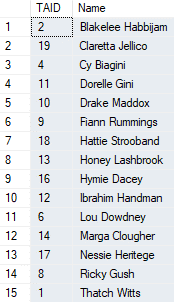 TAID Name
1 2 Blakelee Habbijam
2 19 Claretta Jellico
3 4 Cy Biagini
4 11 Dorelle Gini
5 10 Drake Maddox
6 9 Fiann Rummings
7 18 Hattie Strooband
8 13 Honey Lashbrook
9 16 Hymie Dacey
10 12 Ibrahim Handman
11 6 Lou Dowdney
12 14 Marga Clougher
13 17 Nessie Heritege
14 8 Ricky Gush
15 1 Thatch Witts